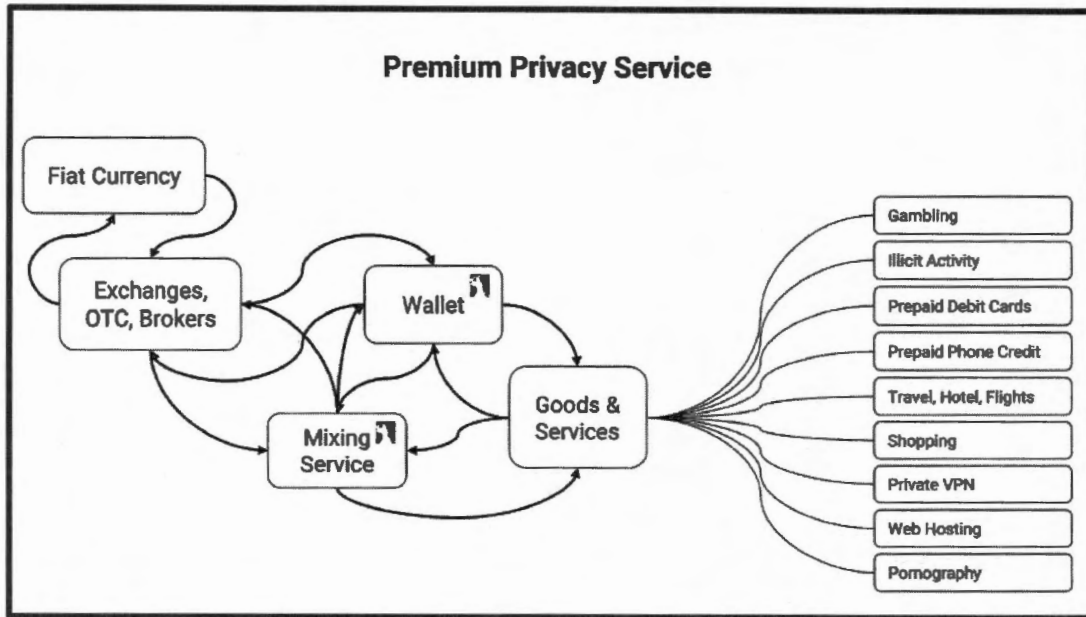 Premium Privacy Service
Fiat Currency
Exchanges,
OTC, Brokers
Wallet
Mixing
Service
Goods &
Services
Gambling
Illicit Activity
Prepaid Debit Cards
Prepaid Phone Credit
Travel, Hotel, Flights
Shopping
Private VPN
Web Hosting
Pornography